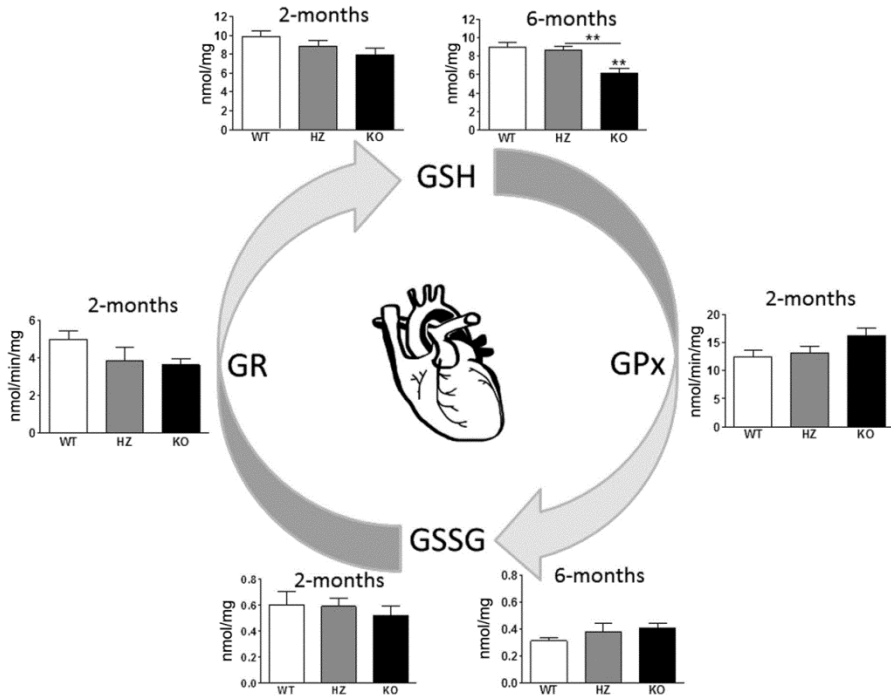 2-months
nmol/mg
12
10
8
6
4
2
0
WT HZ KO
6-months
nmol/mg
12
10
8
6
4
2
0
**
**
WT HZ KO
GSH
2-months
nmol/min/mg
6
4
2
0
WT HZ KO
GR
GPx
2-months
nmol/min/mg
20
15
10
5
0
WT HZ KO
GSSG
2-months
nmol/mg
0.8
0.6
0.4
0.2
0.0
WT HZ KO
6-months
nmol/mg
0.8
0.6
0.4
0.2
0.0
WT HZ KO